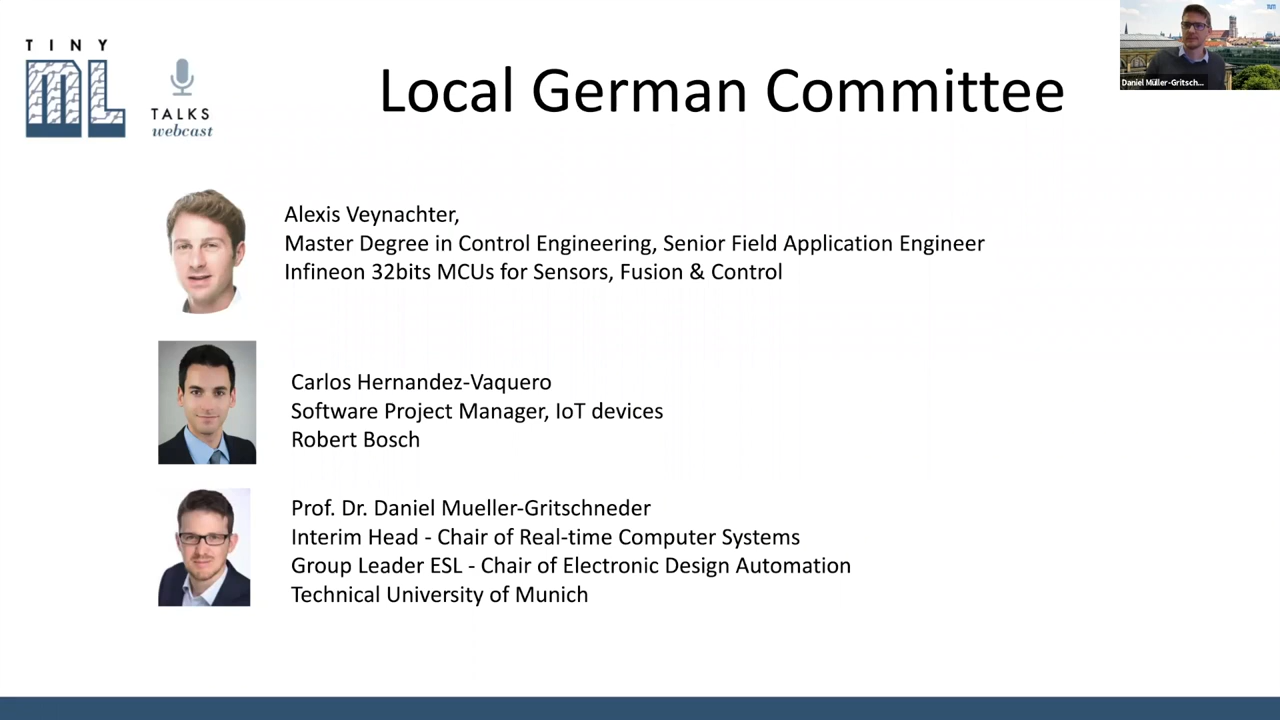 TINY
ML
TALKS
webcast
Local German Committee
Daniel Müller-Gritsch...
Alexis Veynachter,
Master Degree in Control Engineering, Senior Field Application Engineer
Infineon 32bits MCUs for Sensors, Fusion & Control
Carlos Hernandez-Vaquero
Software Project Manager, IoT devices
Robert Bosch
Prof. Dr. Daniel Mueller-Gritschneder
Interim Head - Chair of Real-time Computer Systems
Group Leader ESL - Chair of Electronic Design Automation
Technical University of Munich